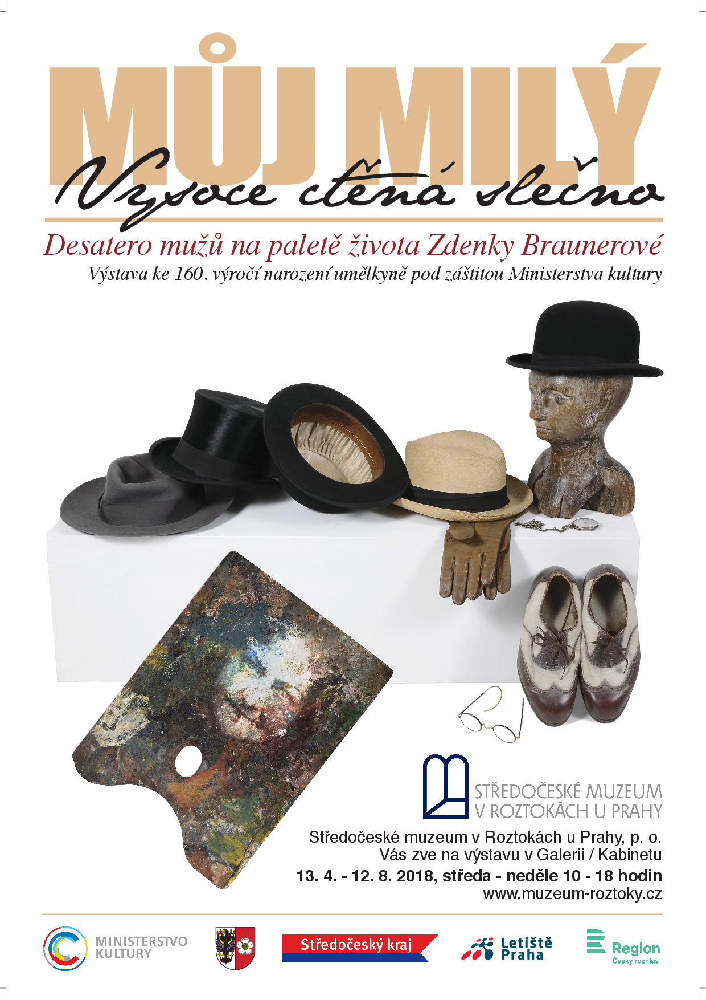 MŮJ MILÝ
Vysoce ctěná slečno
Desatero mužů na paletě života Zdenky Braunerové
Výstava ke 160. výročí narození umělkyně pod záštitou Ministerstva kultury
STŘEDOČESKÉ MUZEUM
V ROZTOKÁCH U PRAHY
Středočeské muzeum v Roztokách u Prahy, p. o.
Vás zve na výstavu v Galerii / Kabinetu
13. 4. - 12. 8. 2018, středa - neděle 10 - 18 hodin
www.muzeum-roztoky.cz
MINISTERSTVO
KULTURY
Středočeský kraj
Letiště
Praha
Region
Český rozhlas